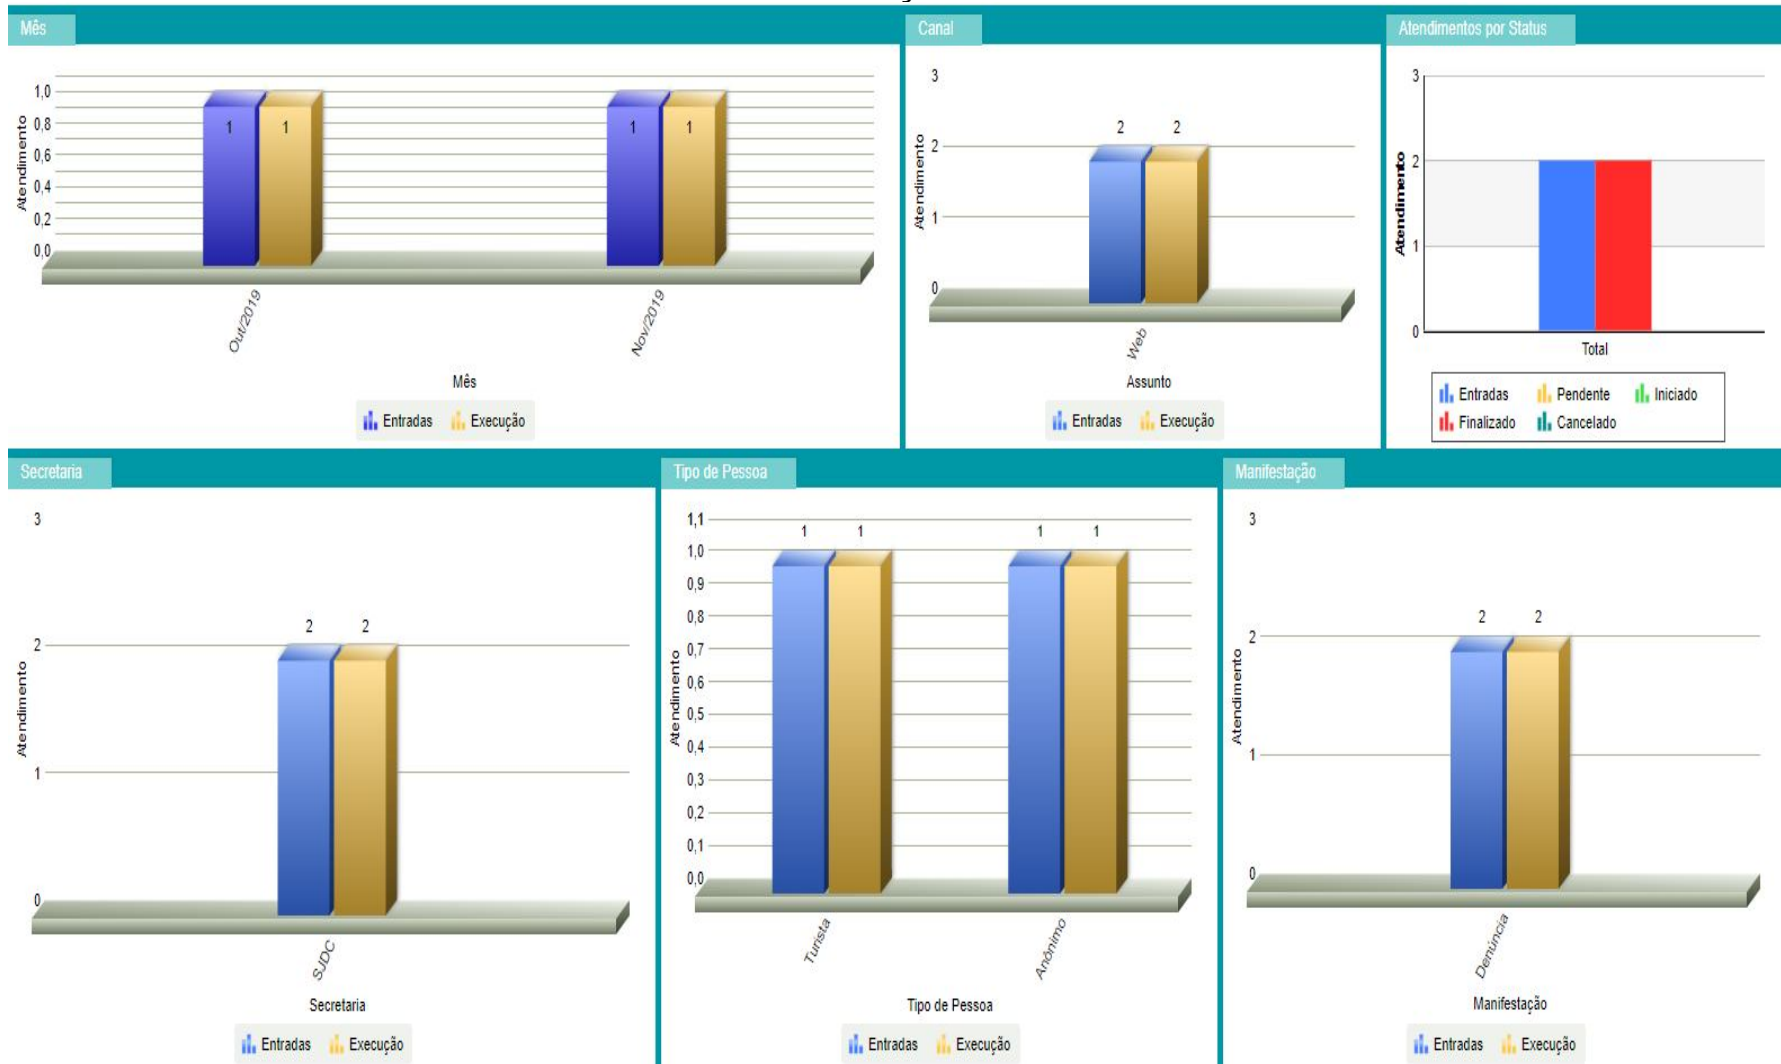 Mês
Atendimento
1,0
0,8
0,6
0,4
0,2
0,0
1
1
1
1
Out/2019
Nov/2019
Mês
Entradas
Execução
Canal
Atendimento
3
2
1
0
2
2
Web
Assunto
Entradas
Execução
Atendimentos por Status
Atendimento
3
2
1
0
Total
Entradas
Pendente
Iniciado
Finalizado
Cancelado
Secretaria
Atendimento
3
2
1
0
2
2
SJDC
Secretaria
Entradas
Execução
Tipo de Pessoa
Atendimento
1,1
1,0
0,9
0,8
0,7
0,6
0,5
0,4
0,3
0,2
0,1
0,0
1
1
1
1
Turista
Anônimo
Tipo de Pessoa
Entradas
Execução
Manifestação
Atendimento
3
2
1
0
2
2
Denúncia
Manifestação
Entradas
Execução